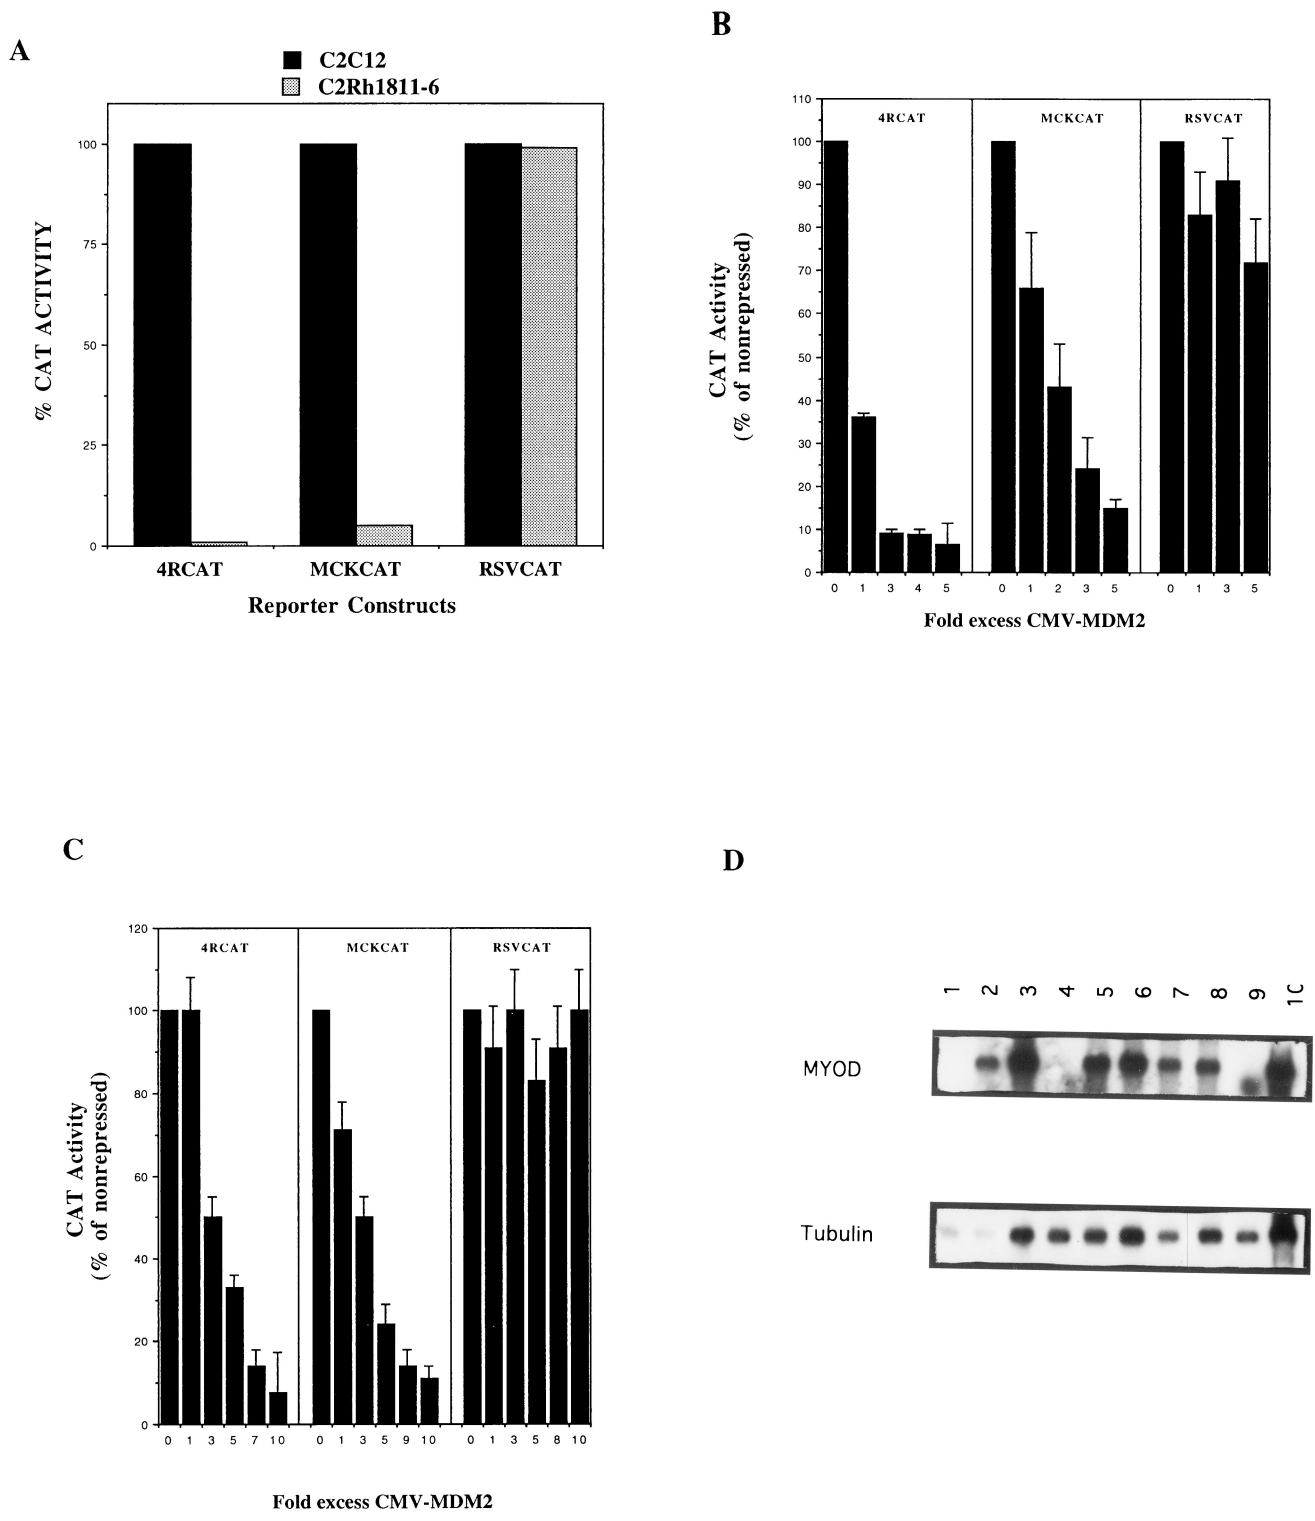 A
C2C12
C2Rh1811-6
100
75
50
25
0
% CAT ACTIVITY
4RCAT MCKCAT RSVCAT
Reporter Constructs
B
110
100
90
80
70
60
50
40
30
20
10
0
CAT Activity
(% of nonrepressed)
4RCAT MCKCAT RSVCAT
0 1 3 4 5 0 1 2 3 5 0 1 3 5
Fold excess CMV-MDM2
C
120
100
80
60
40
20
0
CAT Activity
(% of nonrepressed)
4RCAT MCKCAT RSVCAT
0 1 3 5 7 10 0 1 3 5 9 10 0 1 3 5 8 10
Fold excess CMV-MDM2
D
1 2 3 4 5 6 7 8 9 10
MYOD
Tubulin